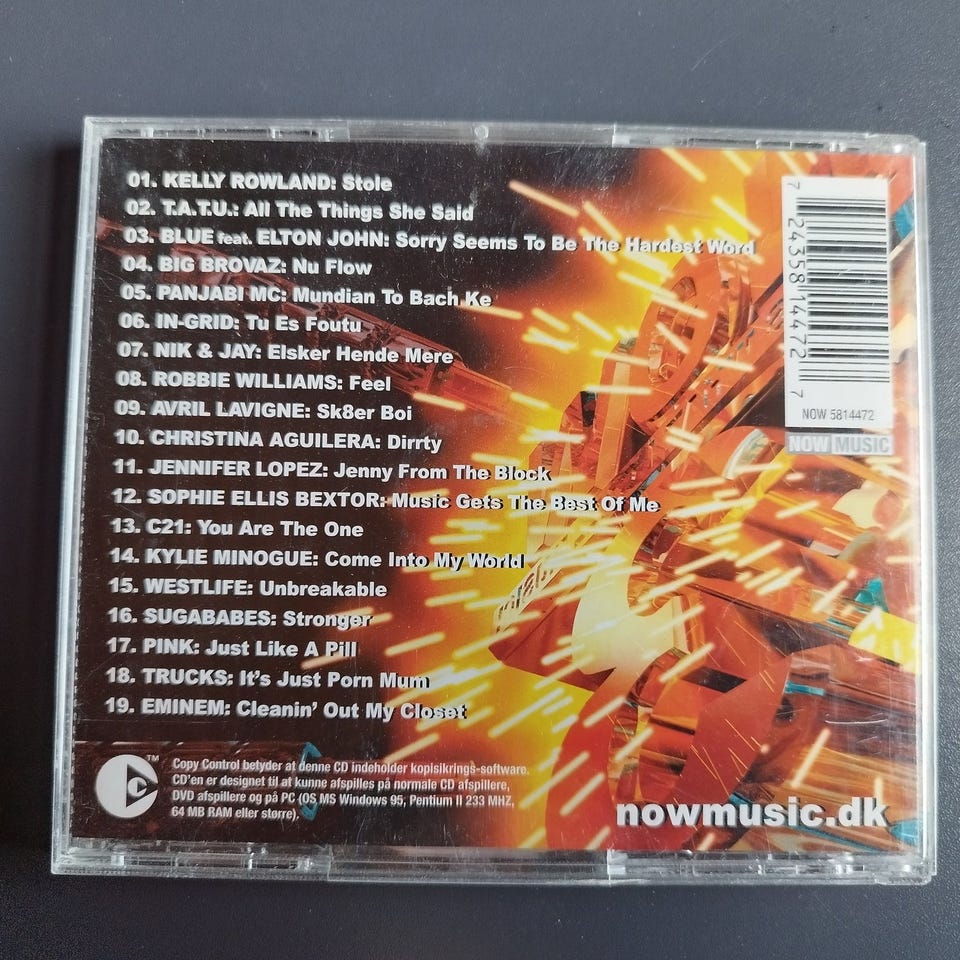 01. KELLY ROWLAND: Stole
02. T.A.T.U.: All The Things She Said
03. BLUE feat. ELTON JOHN: Sorry Seems To Be The Hardest Word
04. BIG BROVAZ: Nu Flow
05. PANJABI MC: Mundian To Bach Ke
06. IN-GRID: Tu Es Foutu
07. NIK & JAY: Elsker Hende Mere
08. ROBBIE WILLIAMS: Feel
09. AVRIL LAVIGNE: Sk8er Boi
10. CHRISTINA AGUILERA: Dirrty
11. JENNIFER LOPEZ: Jenny From The Block
12. SOPHIE ELLIS BEXTOR: Music Gets The Best Of Me
13. C21: You Are The One
14. KYLIE MINOGUE: Come Into My World
15. WESTLIFE: Unbreakable
16. SUGABABES: Stronger
17. PINK: Just Like A Pill
18. TRUCKS: It's Just Porn Mum
19. EMINEM: Cleanin' Out My Closet
7 24358 14472 7
NOW 5814472
NOW MUSIC
C
TM
Copy Control betyder at denne CD indeholder kopisikrings-software.
CD'en er designet til at kunne afspilles på normale CD afspillere,
DVD afspillere og på PC (OS MS Windows 95, Pentium II 233 MHZ,
64 MB RAM eller større).
nowmusic.dk